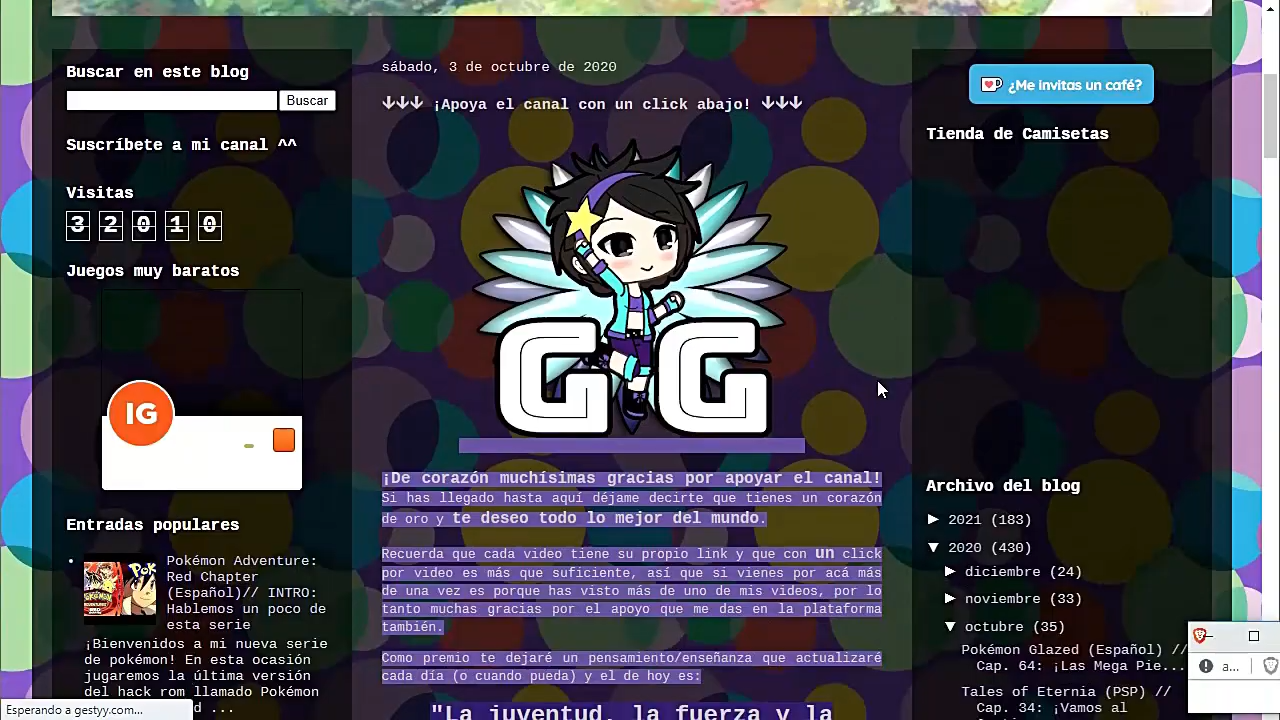 Buscar en este blog
Buscar
Suscríbete a mi canal ^^
Visitas
3 2 0 1 0
Juegos muy baratos
IG
Entradas populares
Pokémon Adventure:
Red Chapter
(Español)// INTRO:
Hablemos un poco de
esta serie
¡Bienvenidos a mi nueva serie
de pokémon! En esta ocasión
jugaremos la última versión
del hack rom llamado Pokémon
d ...
Esperando a gestyy.com...
sábado, 3 de octubre de 2020
↓↓↓ ¡Apoya el canal con un click abajo! ↓↓↓
GG
¡De corazón muchísimas gracias por apoyar el canal!
Si has llegado hasta aquí déjame decirte que tienes un corazón
de oro y te deseo todo lo mejor del mundo.
Recuerda que cada video tiene su propio link y que con un click
por video es más que suficiente, así que si vienes por acá más
de una vez es porque has visto más de uno de mis videos, por lo
tanto muchas gracias por el apoyo que me das en la plataforma
también.
Como premio te dejaré un pensamiento/enseñanza que actualizaré
cada día (o cuando pueda) y el de hoy es:
"La juventud, la fuerza y la
¿Me invitas un café?
Tienda de Camisetas
Archivo del blog
► 2021 (183)
▼ 2020 (430)
► diciembre (24)
► noviembre (33)
▼ octubre (35)
Pokémon Glazed (Español) //
Cap. 64: ¡Las Mega Pie...
Tales of Eternia (PSP) //
Cap. 34: ¡Vamos al
a...